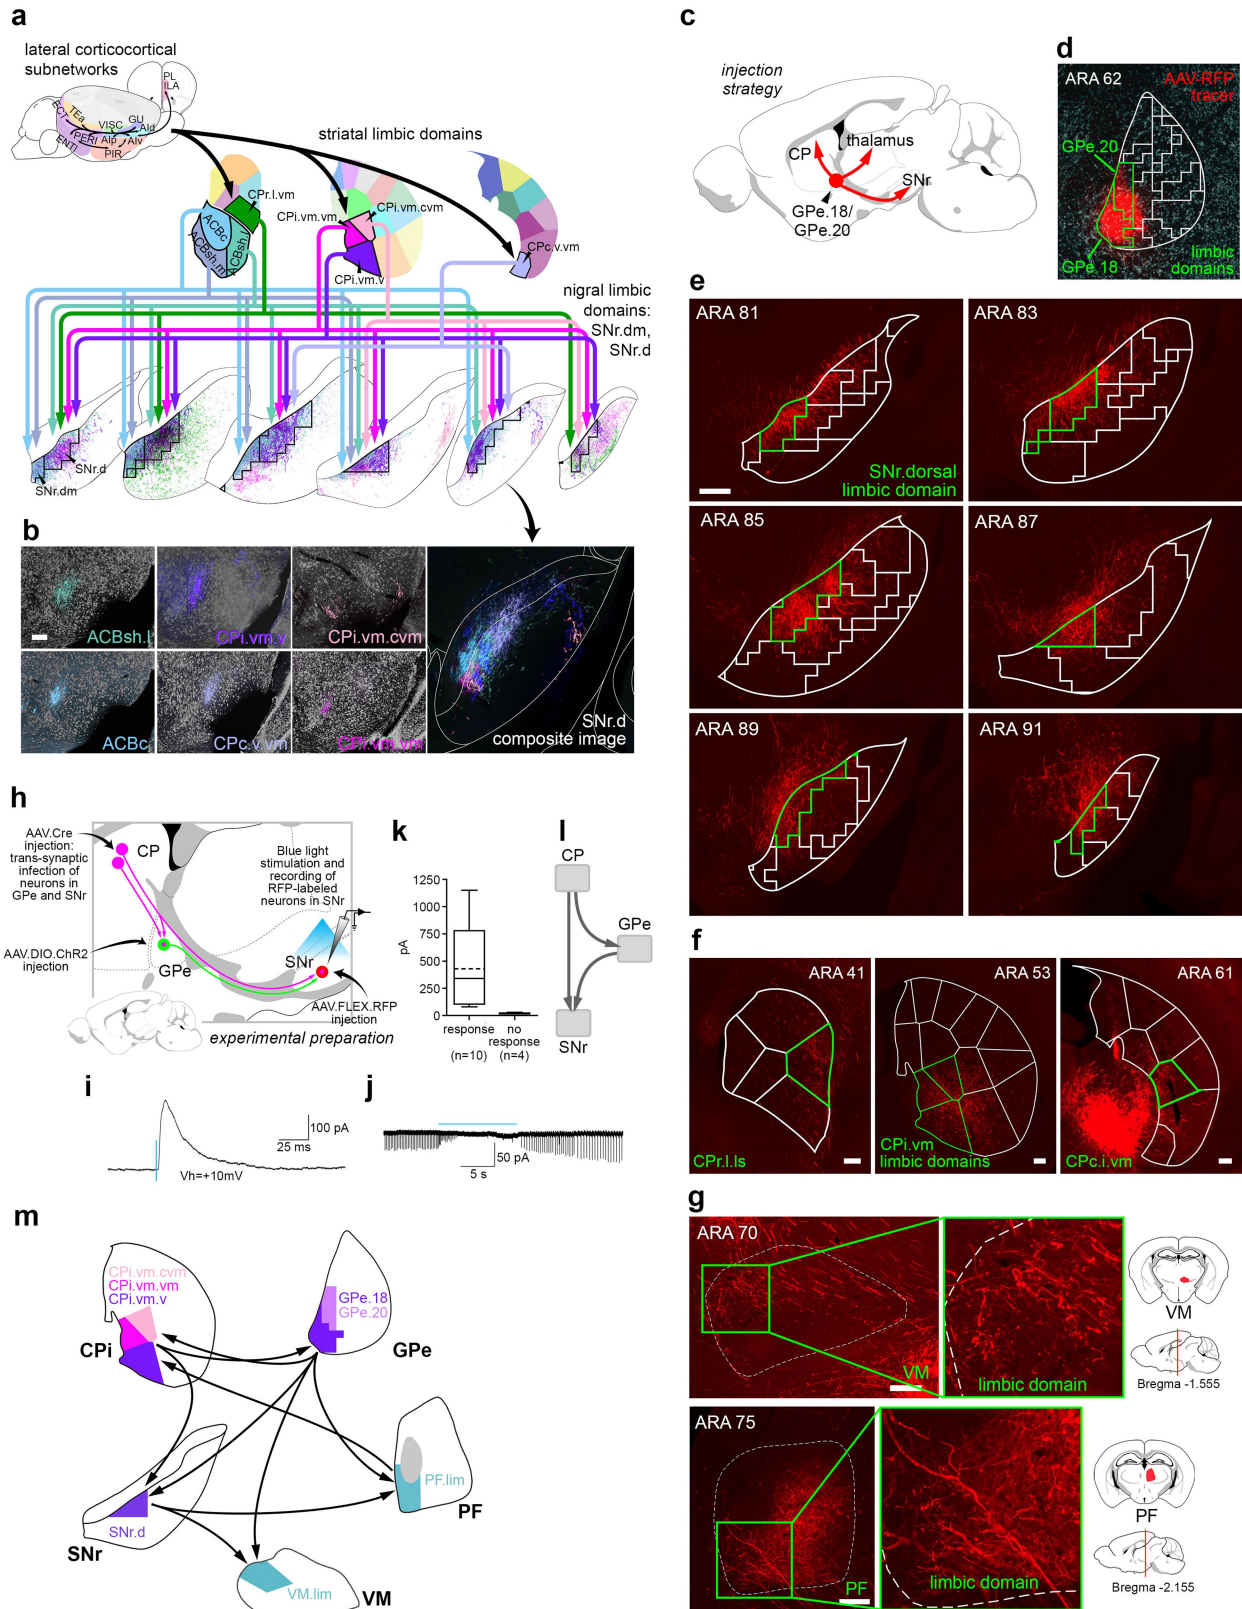 a
lateral corticocortical
subnetworks
PL
ILA
ECT
TEa
VISC
GU
AId
PERI
AIp
AIv
ENTl
PIR
striatal limbic domains
CPr.l.vm
ACBc
ACBsh.m
ACBsh.l
CPi.vm.cvm
CPi.vm.vm
CPi.vm.v
CPc.v.vm
nigral limbic
domains:
SNr.dm,
SNr.d
SNr.d
SNr.dm
b
ACBsh.l
CPi.vm.v
CPi.vm.cvm
ACBc
CPc.v.vm
CPi.vm.vm
SNr.d
composite image
c
injection
strategy
CP
thalamus
SNr
GPe.18/
GPe.20
d
ARA 62
AAV-RFP
tracer
GPe.20
GPe.18
limbic
domains
e
ARA 81
SNr.dorsal
limbic domain
ARA 83
ARA 85
ARA 87
ARA 89
ARA 91
f
ARA 41
CPr.l.ls
ARA 53
CPi.vm
limbic domains
ARA 61
CPc.i.vm
g
ARA 70
VM
limbic domain
VM
Bregma -1.555
ARA 75
PF
limbic domain
PF
Bregma -2.155
h
AAV.Cre
injection:
trans-synaptic
infection of
neurons in
GPe and SNr
CP
Blue light
stimulation and
recording of
RFP-labeled
neurons in SNr
AAV.DIO.ChR2
injection
GPe
SNr
AAV.FLEX.RFP
injection
experimental preparation
i
100 pA
25 ms
Vh=+10mV
j
50 pA
5 s
k
1250
1000
750
500
250
0
pA
response
(n=10)
no
response
(n=4)
l
CP
GPe
SNr
m
CPi.vm.cvm
CPi.vm.vm
CPi.vm.v
CPi
GPe.18
GPe.20
GPe
PF.lim
PF
SNr.d
SNr
VM.lim
VM